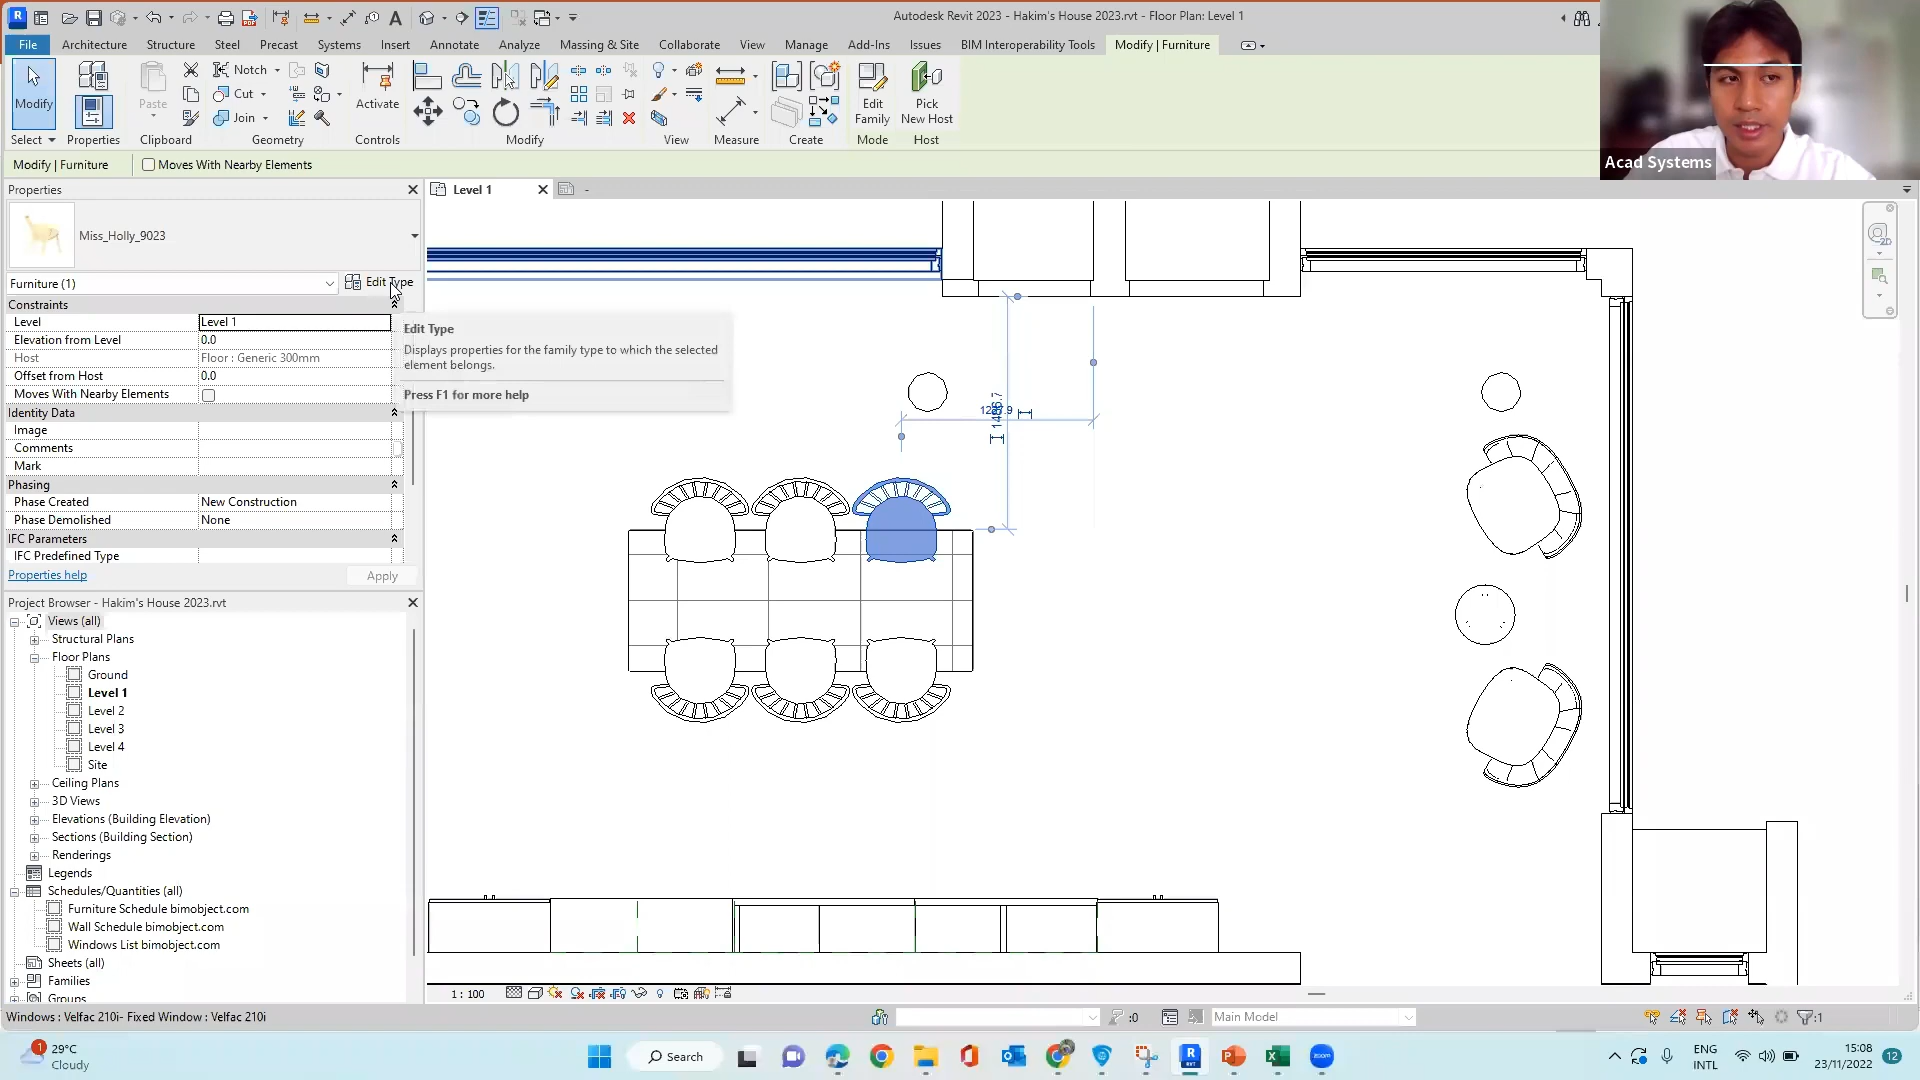 Autodesk Revit 2023 - Hakim's House 2023.rvt - Floor Plan: Level 1
File Architecture Structure Steel Precast Systems Insert Annotate Analyze Massing & Site Collaborate View Manage Add-Ins Issues BIM Interoperability Tools Modify | Furniture
Modify
Paste
Notch
Cut
Join
Activate
Edit Family
Pick New Host
Select Properties Clipboard Geometry Controls Modify View Measure Create Mode Host
Acad Systems
Modify | Furniture Moves With Nearby Elements
Properties
Level 1
-
Miss_Holly_9023
Furniture (1)
Edit Type
Constraints
Level Level 1
Elevation from Level 0.0
Host Floor : Generic 300mm
Offset from Host 0.0
Moves With Nearby Elements
Identity Data
Image
Comments
Mark
Phasing
Phase Created New Construction
Phase Demolished None
IFC Parameters
IFC Predefined Type
Properties help
Apply
Edit Type
Displays properties for the family type to which the selected
element belongs.
Press F1 for more help
2D
Project Browser - Hakim's House 2023.rvt
Views (all)
Structural Plans
Floor Plans
Ground
Level 1
Level 2
Level 3
Level 4
Site
Ceiling Plans
3D Views
Elevations (Building Elevation)
Sections (Building Section)
Renderings
Legends
Schedules/Quantities (all)
Furniture Schedule bimobject.com
Wall Schedule bimobject.com
Windows List bimobject.com
Sheets (all)
Families
Groups
1 : 100
Windows : Velfac 210i- Fixed Window : Velfac 210i
:0
Main Model
:1
1
29°C
Cloudy
Search
zoom
ENG
INTL
15:08
23/11/2022
12